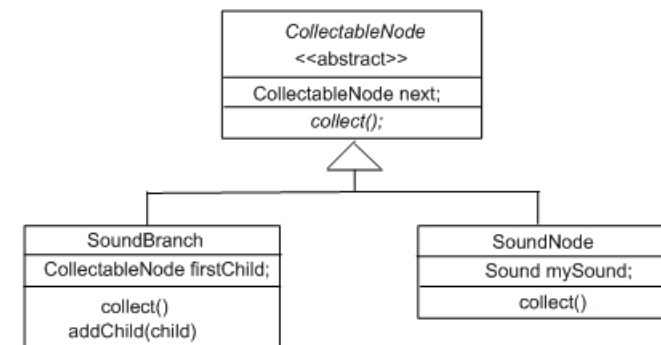 CollectableNode
<<abstract>>
CollectableNode next;
collect();
SoundBranch
CollectableNode firstChild;
collect()
addChild(child)
SoundNode
Sound mySound;
collect()